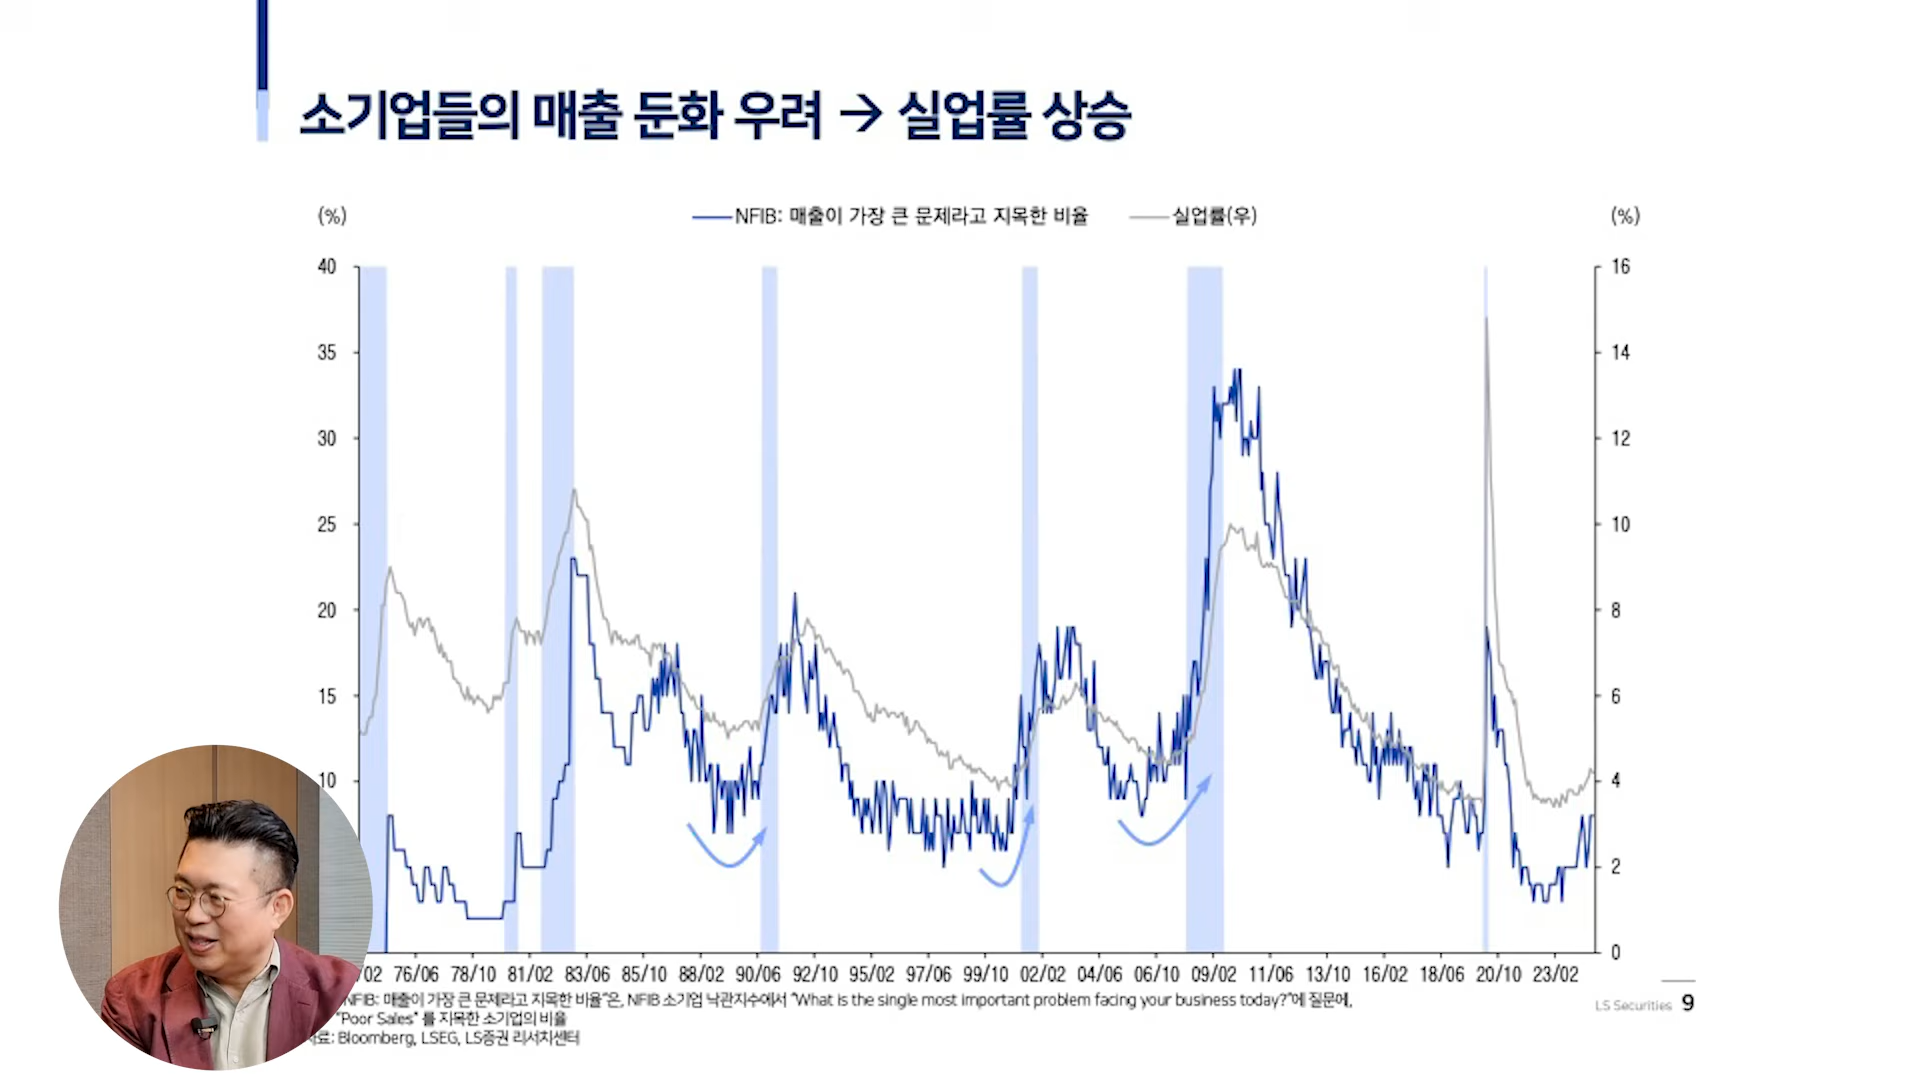 소기업들의 매출 둔화 우려 → 실업률 상승
(%) NFIB: 매출이 가장 큰 문제라고 지목한 비율 실업률(우) (%)
40 16
35 14
30 12
25 10
20 8
15 6
10 4
2
0
/02 76/06 78/10 81/02 83/06 85/10 88/02 90/06 92/10 95/02 97/06 99/10 02/02 04/06 06/10 09/02 11/06 13/10 16/02 18/06 20/10 23/02
NFIB: 매출이 가장 큰 문제라고 지목한 비율"은, NFIB 소기업 낙관지수에서 "What is the single most important problem facing your business today?"에 질문에,
"Poor Sales" 를 지목한 소기업의 비율
료: Bloomberg, LSEG, LS증권 리서치센터
LS Securities 9